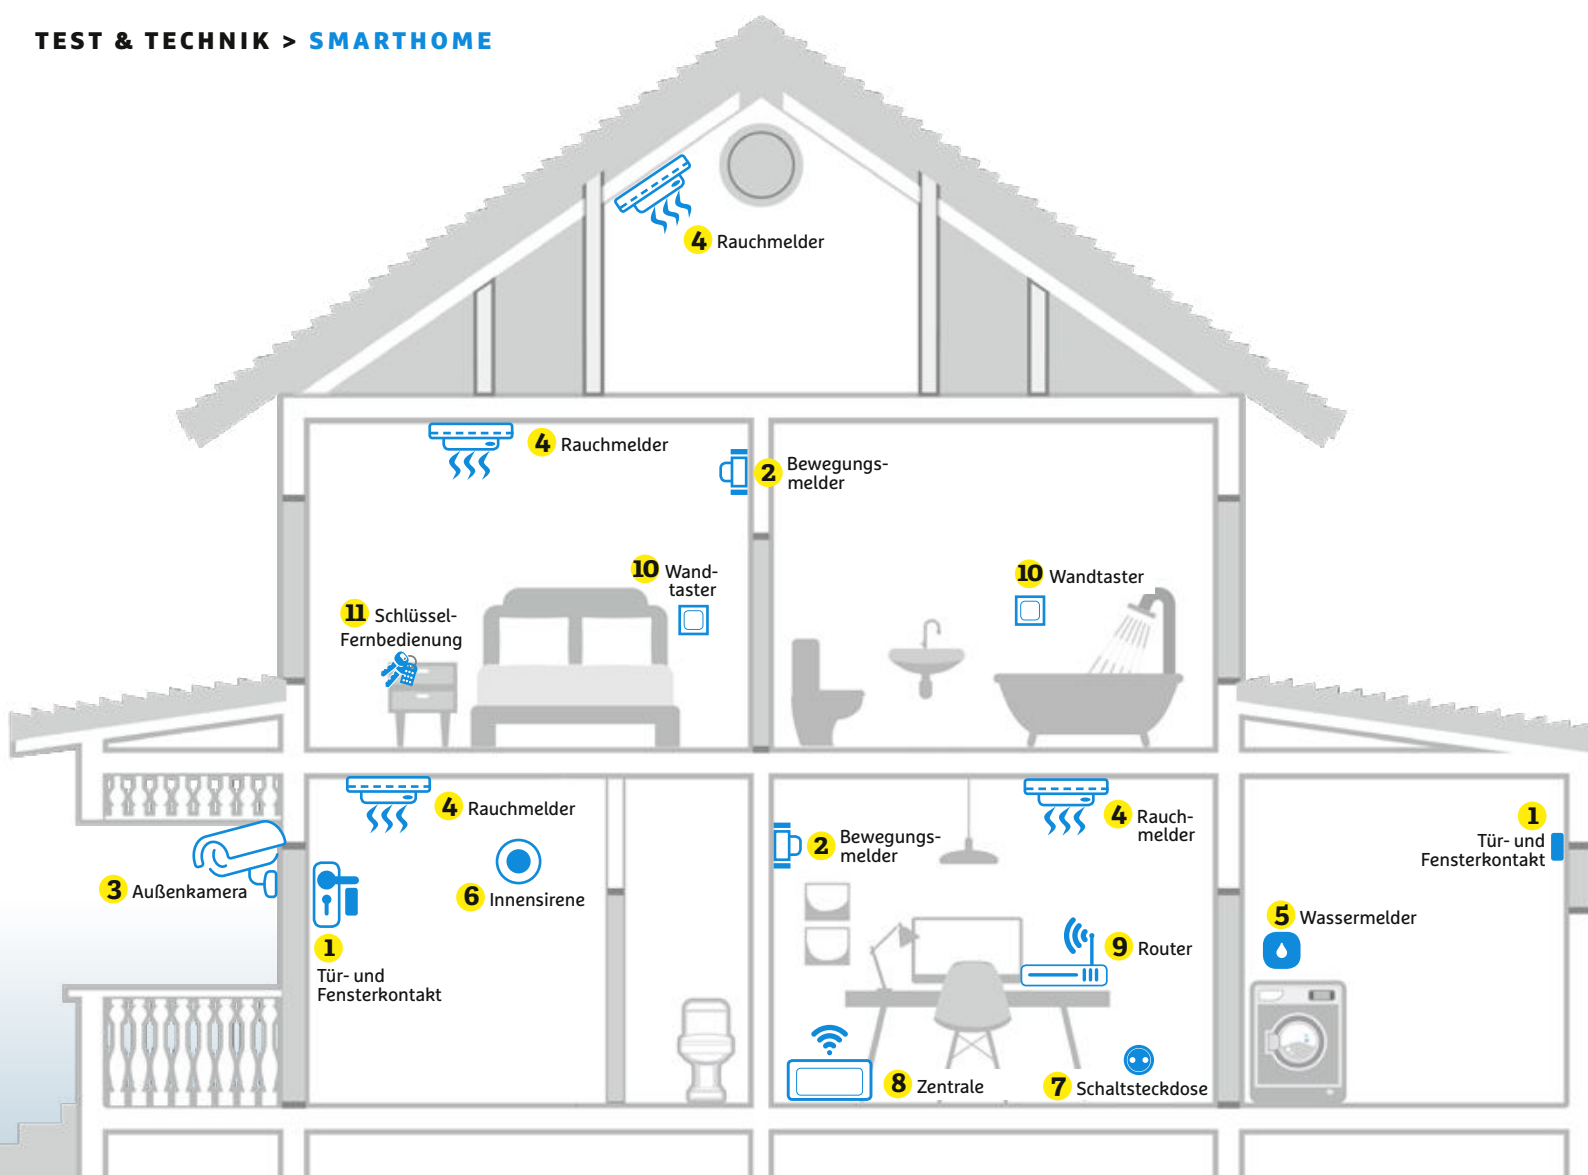 TEST & TECHNIK > SMARTHOME
4 Rauchmelder
4 Rauchmelder
2 Bewegungs-
melder
10 Wand-
taster
10 Wandtaster
11 Schlüssel-
Fernbedienung
4 Rauchmelder
4 Rauch-
melder
2 Bewegungs-
melder
1
Tür- und
Fensterkontakt
3 Außenkamera
6 Innensirene
5 Wassermelder
9 Router
1
Tür- und
Fensterkontakt
8 Zentrale
7 Schaltsteckdose